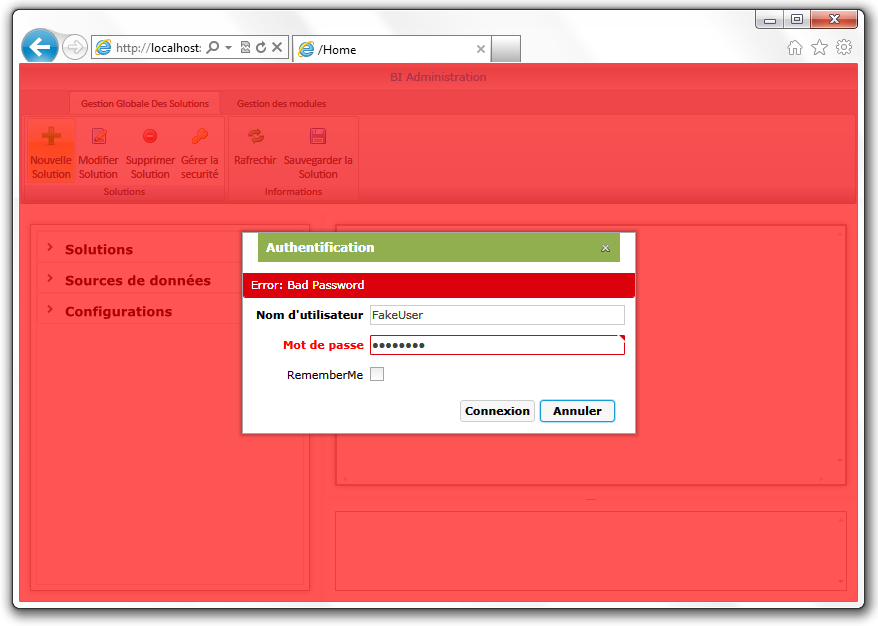 http://localhost:
/Home
BI Administration
Gestion Globale Des Solutions
Gestion des modules
Nouvelle Solution
Modifier Solution
Supprimer Solution
Gérer la securité
Rafrechir
Sauvegarder la Solution
Solutions
Informations
Solutions
Sources de données
Configurations
Authentification
Error: Bad Password
Nom d'utilisateur
FakeUser
Mot de passe
RememberMe
Connexion
Annuler